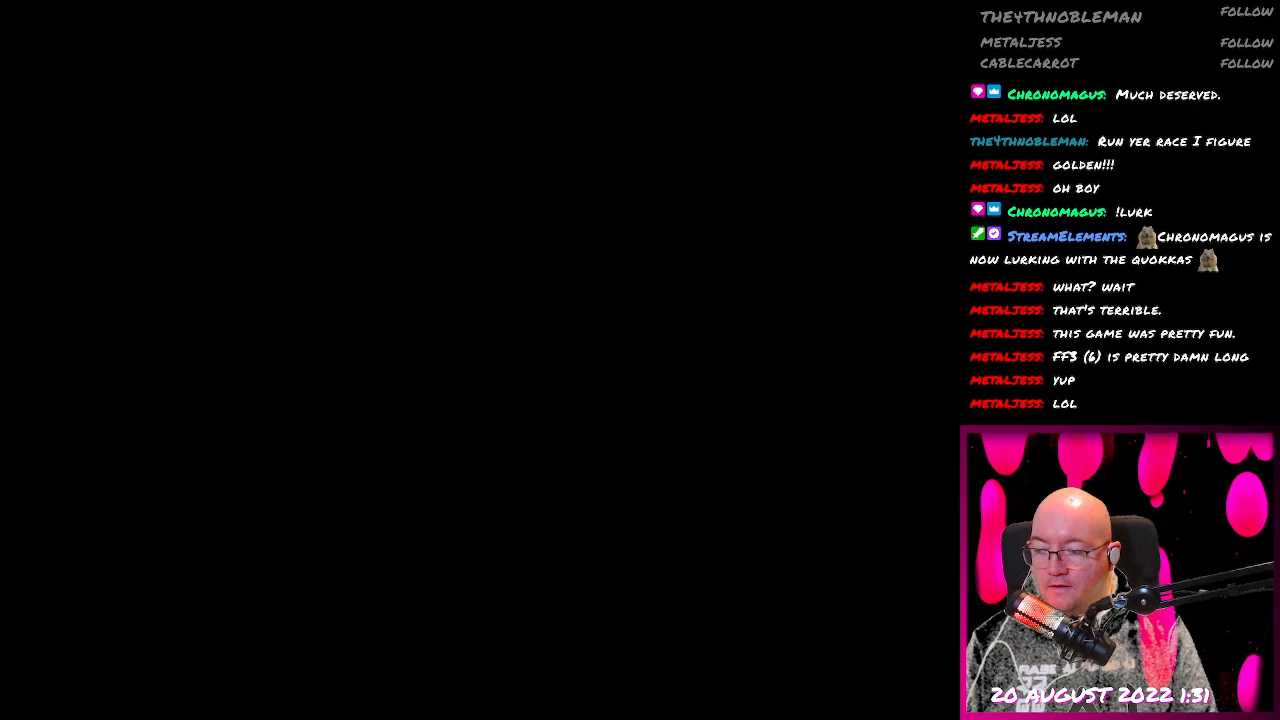 THE4THNOBLEMAN FOLLOW
METALJESS FOLLOW
CABLECARROT FOLLOW
CHRONOMAGUS: MUCH DESERVED.
METALJESS: LOL
THE4THNOBLEMAN: RUN YER RACE I FIGURE
METALJESS: GOLDEN!!!
METALJESS: OH BOY
CHRONOMAGUS: !LURK
STREAMELEMENTS: CHRONOMAGUS IS
NOW LURKING WITH THE QUOKKAS
METALJESS: WHAT? WAIT
METALJESS: THAT'S TERRIBLE.
METALJESS: THIS GAME WAS PRETTY FUN.
METALJESS: FF3 (6) IS PRETTY DAMN LONG
METALJESS: YUP
METALJESS: LOL
20 AUGUST 2022 1:31